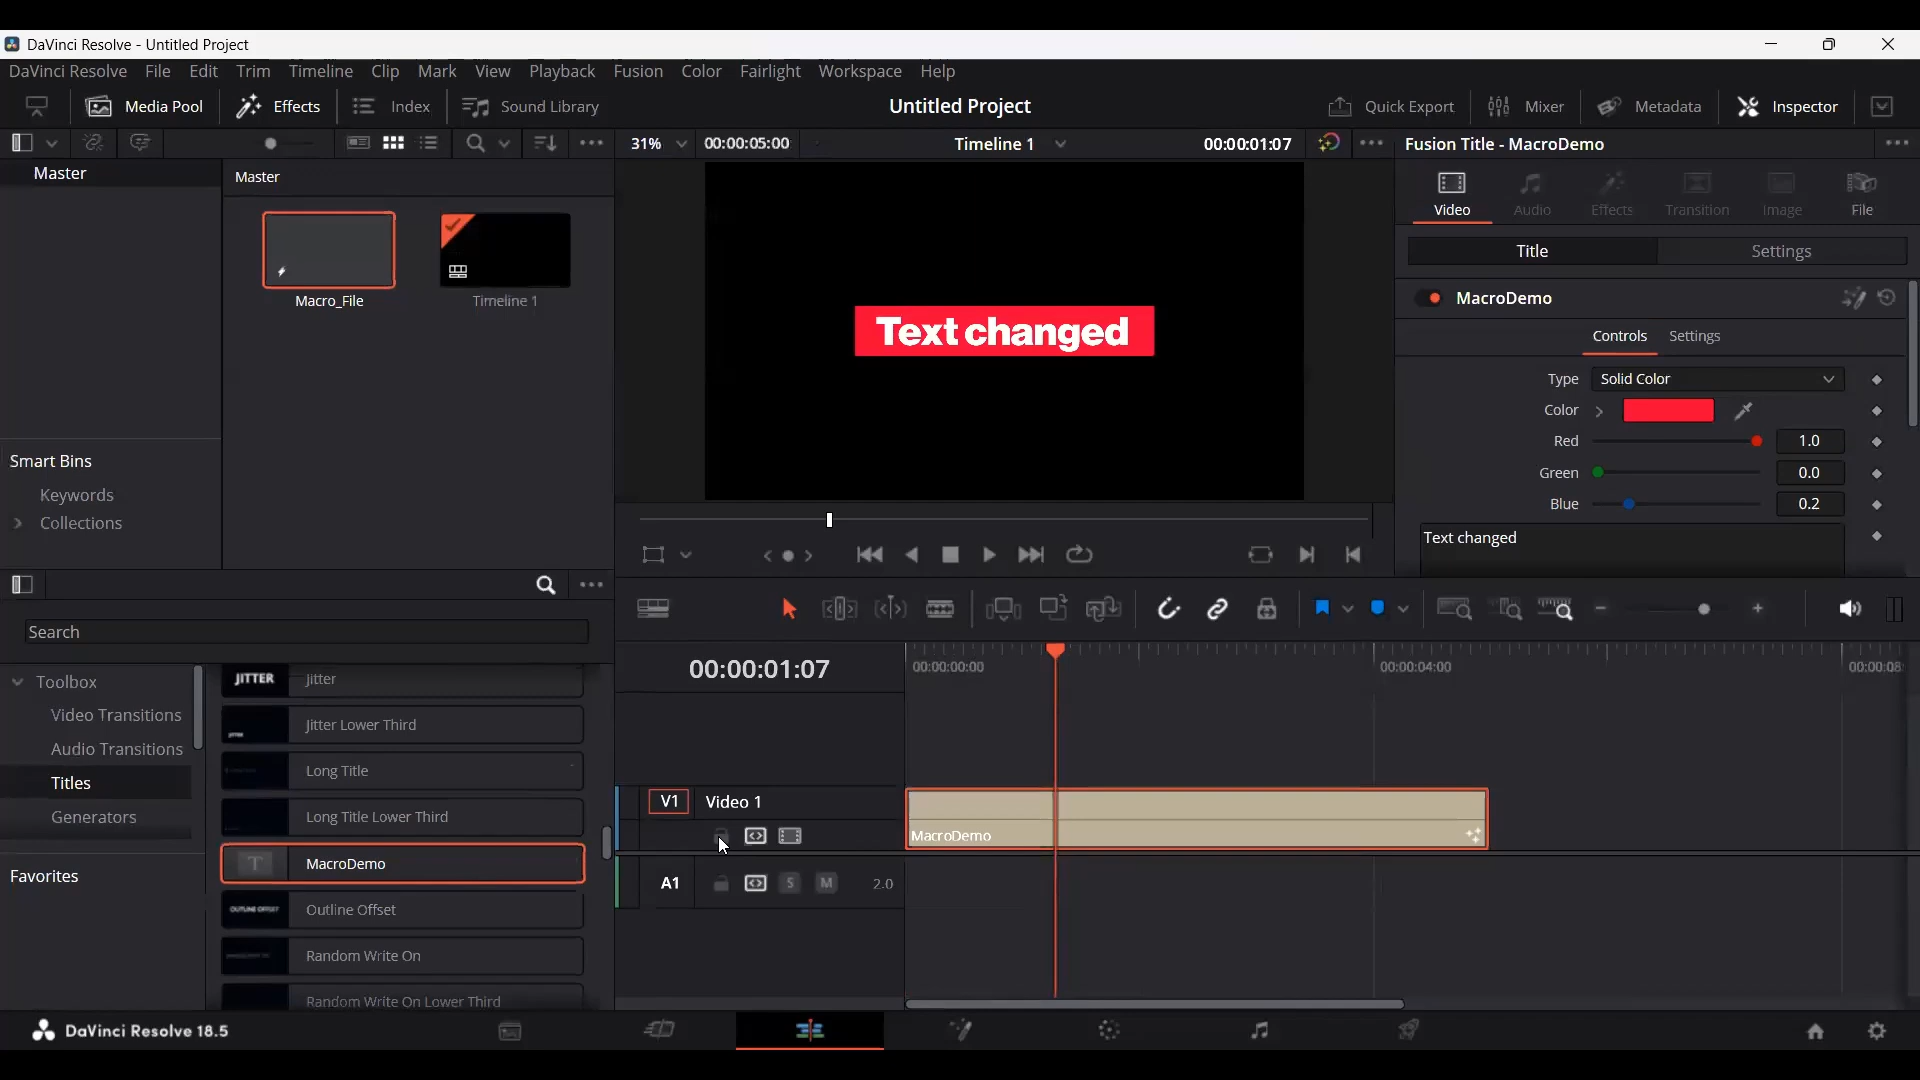 DaVinci Resolve - Untitled Project
DaVinci Resolve File Edit Trim Timeline Clip Mark View Playback Fusion Color Fairlight Workspace Help
Media Pool Effects Index Sound Library Untitled Project Quick Export Mixer Metadata Inspector
31% 00:00:05:00 Timeline 1 00:00:01:07 Fusion Title - MacroDemo
Master Master
Video Audio Effects Transition Image File
Title Settings
Macro_File Timeline 1
Text changed
MacroDemo
Controls Settings
Type Solid Color
Color
Red 1.0
Green 0.0
Blue 0.2
Text changed
Smart Bins
Keywords
Collections
Search
Toolbox
Video Transitions
Audio Transitions
Titles
Generators
Favorites
JITTER Jitter
JITTER Jitter Lower Third
Long Title
Long Title Lower Third
T MacroDemo
OUTLINE OFFSET Outline Offset
Random Write On
Random Write On Lower Third
00:00:01:07 00:00:00:00 00:00:04:00 00:00:08
V1 Video 1
MacroDemo
A1 S M 2.0
DaVinci Resolve 18.5